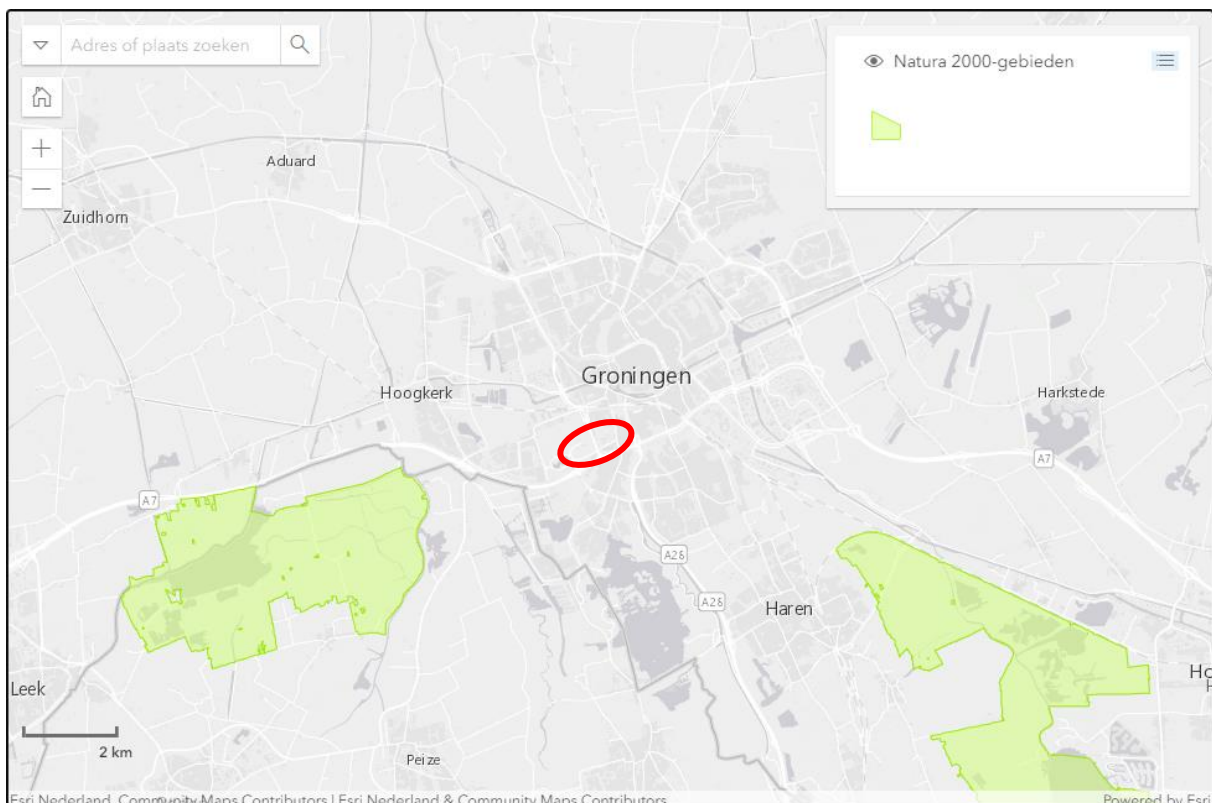 Adres of plaats zoeken
Natura 2000-gebieden
Aduard
Zuidhorn
Groningen
Hoogkerk
Harkstede
A7
A7
A28
A28
Haren
Leek
Ho
2 km
Peize
Esri Nederland, Community Maps Contributors | Esri Nederland & Community Maps Contributors
Powered by Esri